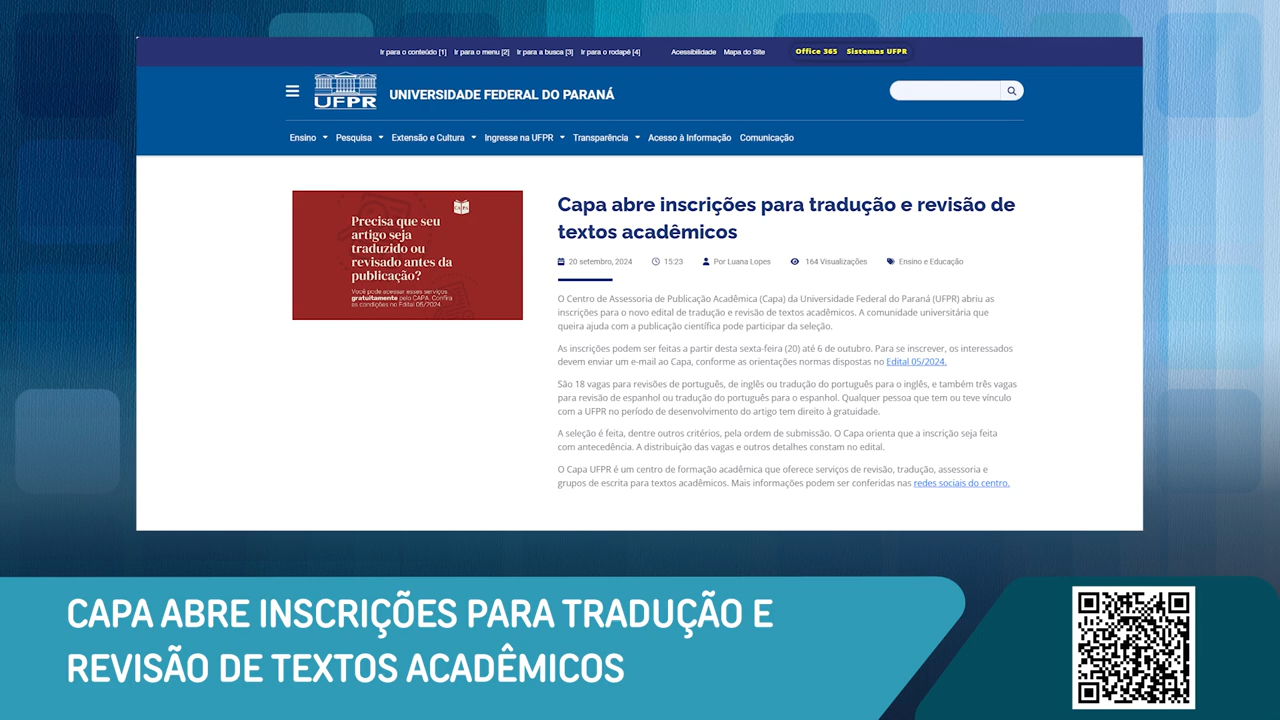 Ir para o conteúdo [1] Ir para o menu [2] Ir para a busca [3] Ir para o rodapé [4] Acessibilidade Mapa do Site Office 365 Sistemas UFPR
UFPR
UNIVERSIDADE FEDERAL DO PARANÁ
Ensino Pesquisa Extensão e Cultura Ingresse na UFPR Transparência Acesso à Informação Comunicação
CAPA
Precisa que seu
artigo seja
traduzido ou
revisado antes da
publicação?
Você pode acessar esses serviços
gratuitamente pelo CAPA. Confira
as condições no Edital 05/2024.
Capa abre inscrições para tradução e revisão de
textos acadêmicos
20 setembro, 2024 15:23 Por Luana Lopes 164 Visualizações Ensino e Educação
O Centro de Assessoria de Publicação Acadêmica (Capa) da Universidade Federal do Paraná (UFPR) abriu as
inscrições para o novo edital de tradução e revisão de textos acadêmicos. A comunidade universitária que
queira ajuda com a publicação científica pode participar da seleção.
As inscrições podem ser feitas a partir desta sexta-feira (20) até 6 de outubro. Para se inscrever, os interessados
devem enviar um e-mail ao Capa, conforme as orientações normas dispostas no Edital 05/2024.
São 18 vagas para revisões de português, de inglês ou tradução do português para o inglês, e também três vagas
para revisão de espanhol ou tradução do português para o espanhol. Qualquer pessoa que tem ou teve vínculo
com a UFPR no período de desenvolvimento do artigo tem direito à gratuidade.
A seleção é feita, dentre outros critérios, pela ordem de submissão. O Capa orienta que a inscrição seja feita
com antecedência. A distribuição das vagas e outros detalhes constam no edital.
O Capa UFPR é um centro de formação acadêmica que oferece serviços de revisão, tradução, assessoria e
grupos de escrita para textos acadêmicos. Mais informações podem ser conferidas nas redes sociais do centro.
CAPA ABRE INSCRIÇÕES PARA TRADUÇÃO E
REVISÃO DE TEXTOS ACADÊMICOS